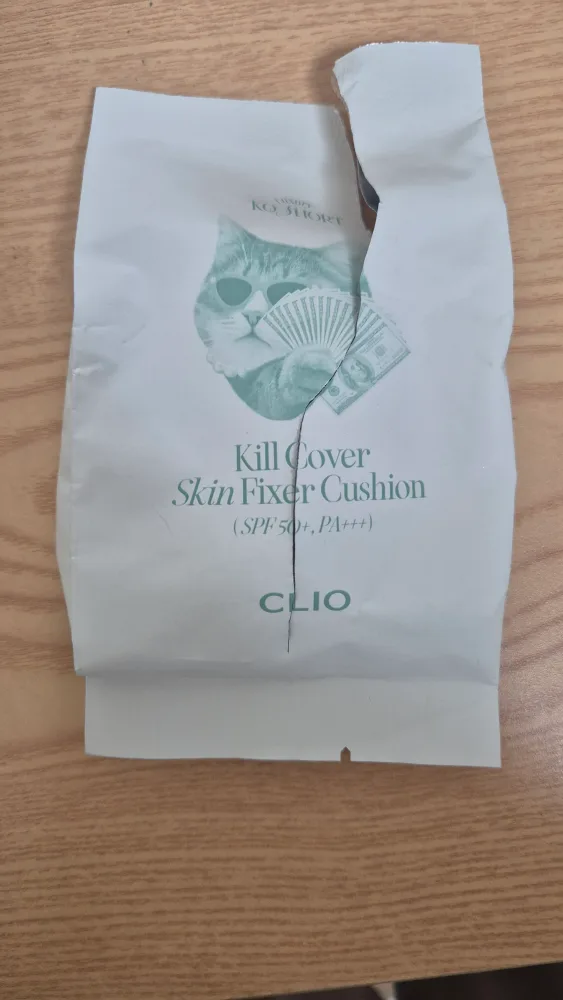 Kill Cover
Skin Fixer Cushion
(SPF 50+, PA+++)
CLIO